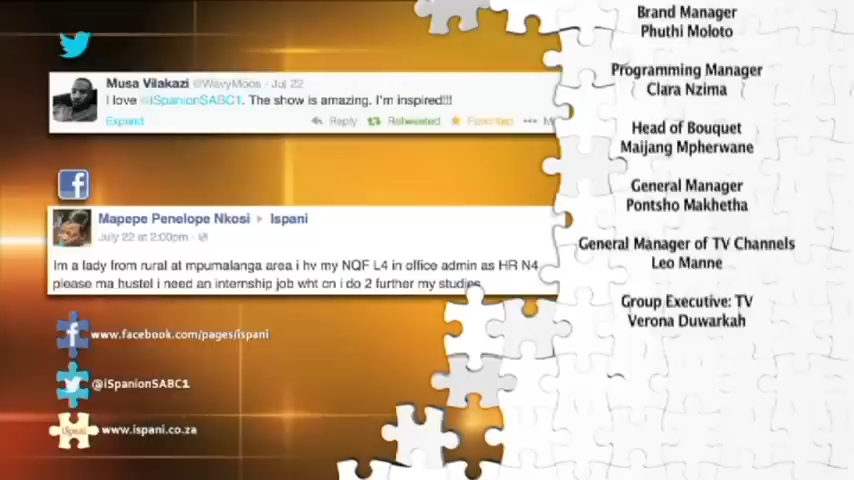 Musa Vilakazi @WavyMoos · Jul 22
I love @iSpanionSABC1. The show is amazing. I'm inspired!!!
Expand
Reply Retweeted Favorited
Mapepe Penelope Nkosi Ispani
July 22 at 2:00pm
Im a lady from rural at mpumalanga area i hv my NQF L4 in office admin as HR N4
please ma hustel i need an internship job wht cn i do 2 further my studies
www.facebook.com/pages/ispani
@iSpanionSABC1
www.ispani.co.za
Brand Manager
Phuthi Moloto
Programming Manager
Clara Nzima
Head of Bouquet
Maijang Mpherwane
General Manager
Pontsho Makhetha
General Manager of TV Channels
Leo Manne
Group Executive: TV
Verona Duwarkah